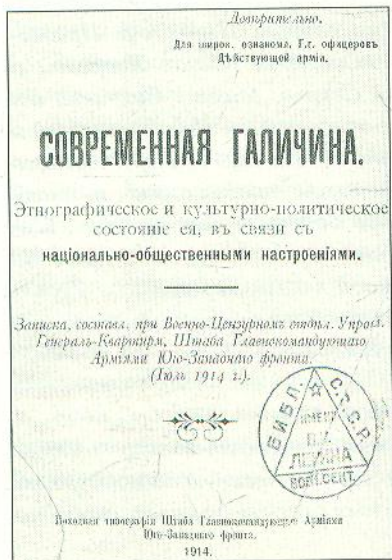 Довѣрительно.
Для широк. ознакомл. Г.г. офицеровъ
Дѣйствующей арміи.
СОВРЕМЕННАЯ ГАЛИЧИНА.
Этнографическое и культурно-политическое
состояніе ея, въ связи съ
національно-общественными настроеніями.
Записка, составл. при Военно-Цензурномъ отдѣл. Управл.
Генералъ-Квартирм. Штаба Главнокомандующаго
Арміями Юго-Западнаго фронта.
(Іюль 1914 г.).
БИБЛ.
С.Т.С.Р.
ИМЕНИ
В.И.
ЛЕНИНА
Походная типографія Штаба Главнокомандующаго Арміями
Юго-Западнаго фронта.
1914.